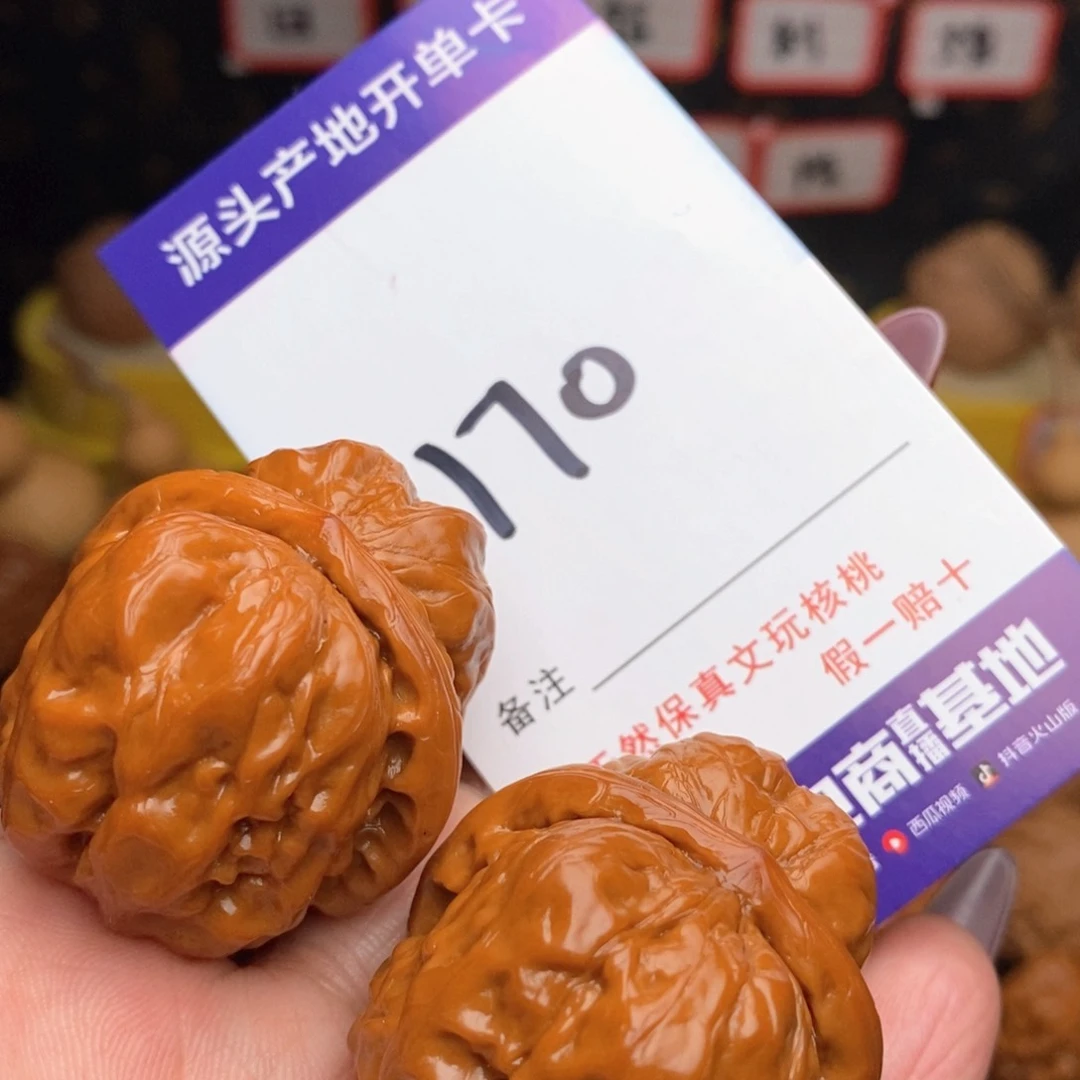 源头产地开单卡
170
备注
然保真文玩核桃
假一赔十
商直播基地
西瓜视频 抖音火山版